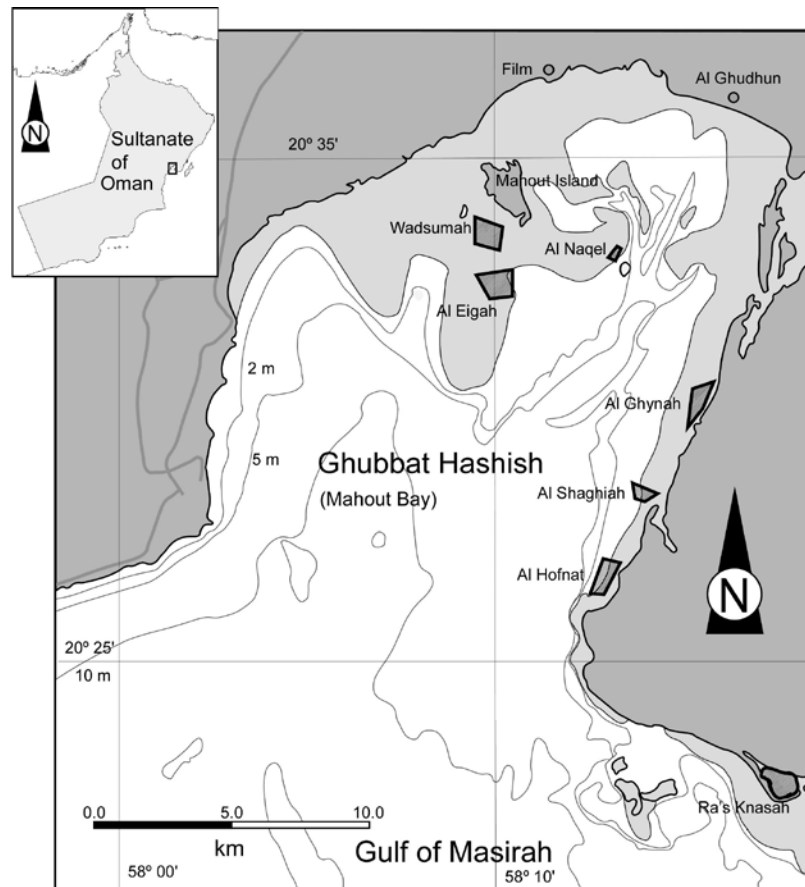 N
Sultanate
of
Oman
Film
Al Ghudhun
20º 35'
Mahout Island
Wadsumah
Al Naqel
Al Eigah
2 m
Al Ghynah
5 m
Ghubbat Hashish
(Mahout Bay)
Al Shaghiah
Al Hofnat
N
20º 25'
10 m
Ra's Knasah
0.0
5.0
10.0
km
Gulf of Masirah
58º 00'
58º 10'